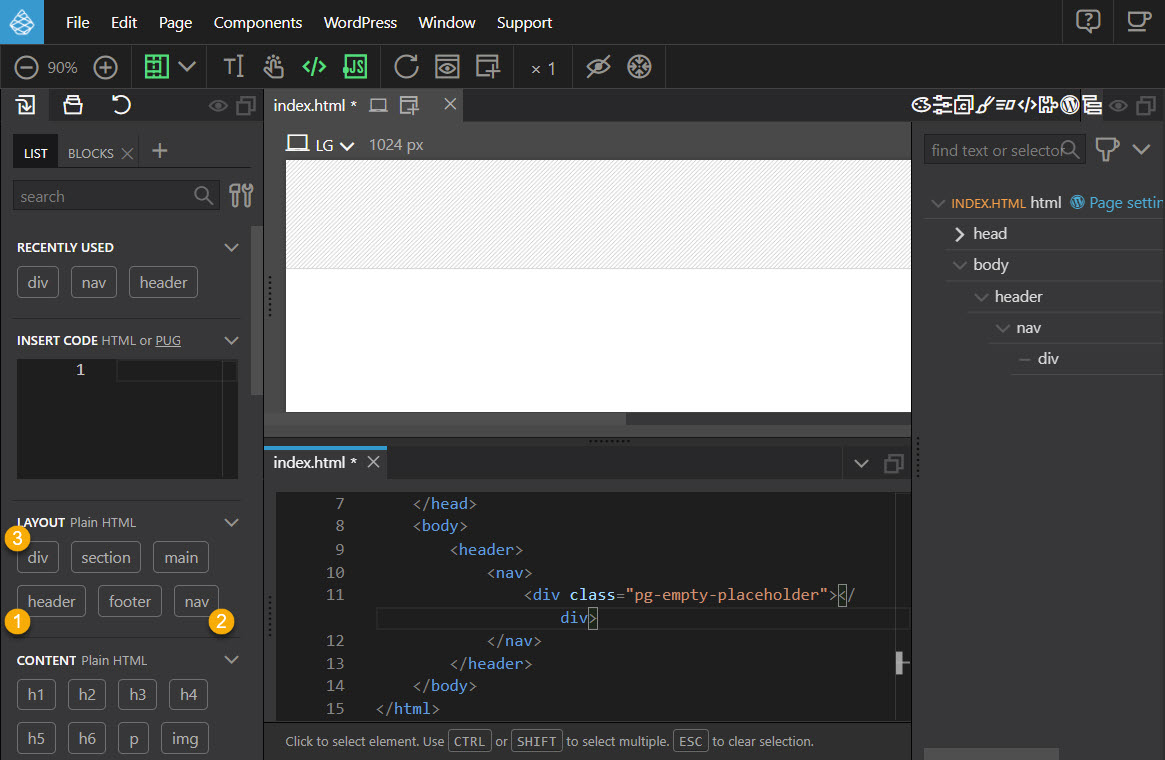 File Edit Page Components WordPress Window Support
90% TI JS × 1
index.html *
LIST BLOCKS
LG 1024 px
search
find text or selector
INDEX.HTML html Page settin
RECENTLY USED
head
div nav header
body
header
INSERT CODE HTML or PUG
nav
1
div
index.html *
7 </head>
LAYOUT Plain HTML
8 <body>
3
div section main
9 <header>
10 <nav>
header footer nav
11 <div class="pg-empty-placeholder"></
1 2
div>
12 </nav>
CONTENT Plain HTML
13 </header>
h1 h2 h3 h4
14 </body>
15 </html>
h5 h6 p img
Click to select element. Use CTRL or SHIFT to select multiple. ESC to clear selection.